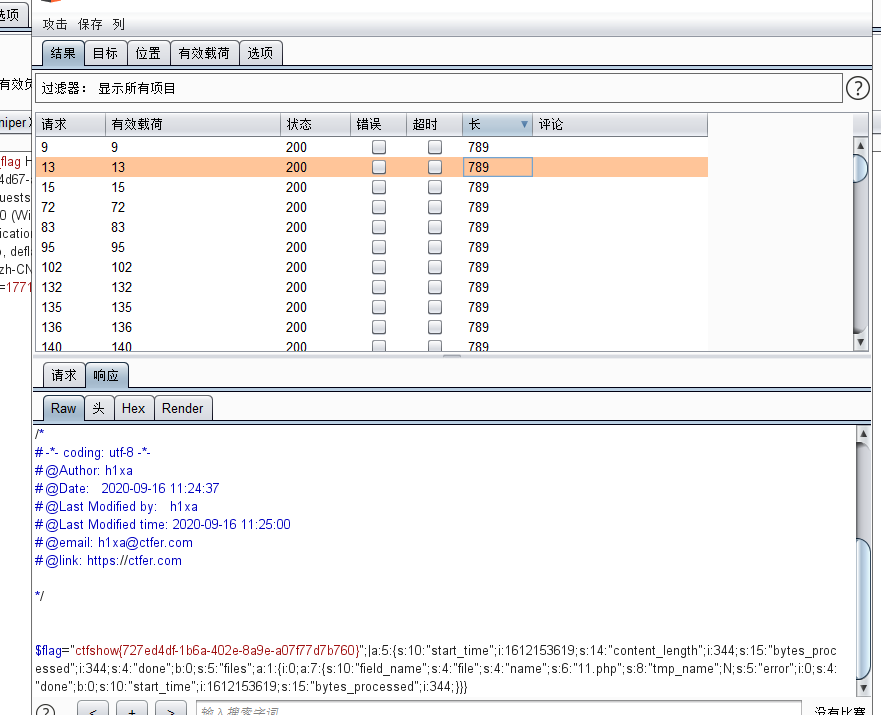 选项
攻击 保存 列
结果 目标 位置 有效载荷 选项
过滤器： 显示所有项目
?
请求 有效载荷 状态 错误 超时 长 评论
9 9 200 789
13 13 200 789
15 15 200 789
72 72 200 789
83 83 200 789
95 95 200 789
102 102 200 789
132 132 200 789
135 135 200 789
136 136 200 789
140 140 200 789
niper
flag H
4d67-
uests
0 (Wi
ication
, defl
zh-CN
=1771
请求 响应
Raw 头 Hex Render
/*
# -*- coding: utf-8 -*-
# @Author: h1xa
# @Date: 2020-09-16 11:24:37
# @Last Modified by: h1xa
# @Last Modified time: 2020-09-16 11:25:00
# @email: h1xa@ctfer.com
# @link: https://ctfer.com
*/
$flag="ctfshow{727ed4df-1b6a-402e-8a9e-a07f77d7b760}";|a:5:{s:10:"start_time";i:1612153619;s:14:"content_length";i:344;s:15:"bytes_proc
essed";i:344;s:4:"done";b:0;s:5:"files";a:1:{i:0;a:7:{s:10:"field_name";s:4:"file";s:4:"name";s:6:"11.php";s:8:"tmp_name";N;s:5:"error";i:0;s:4:
"done";b:0;s:10:"start_time";i:1612153619;s:15:"bytes_processed";i:344;}}}
? < + > 输入搜索字词 没有比赛